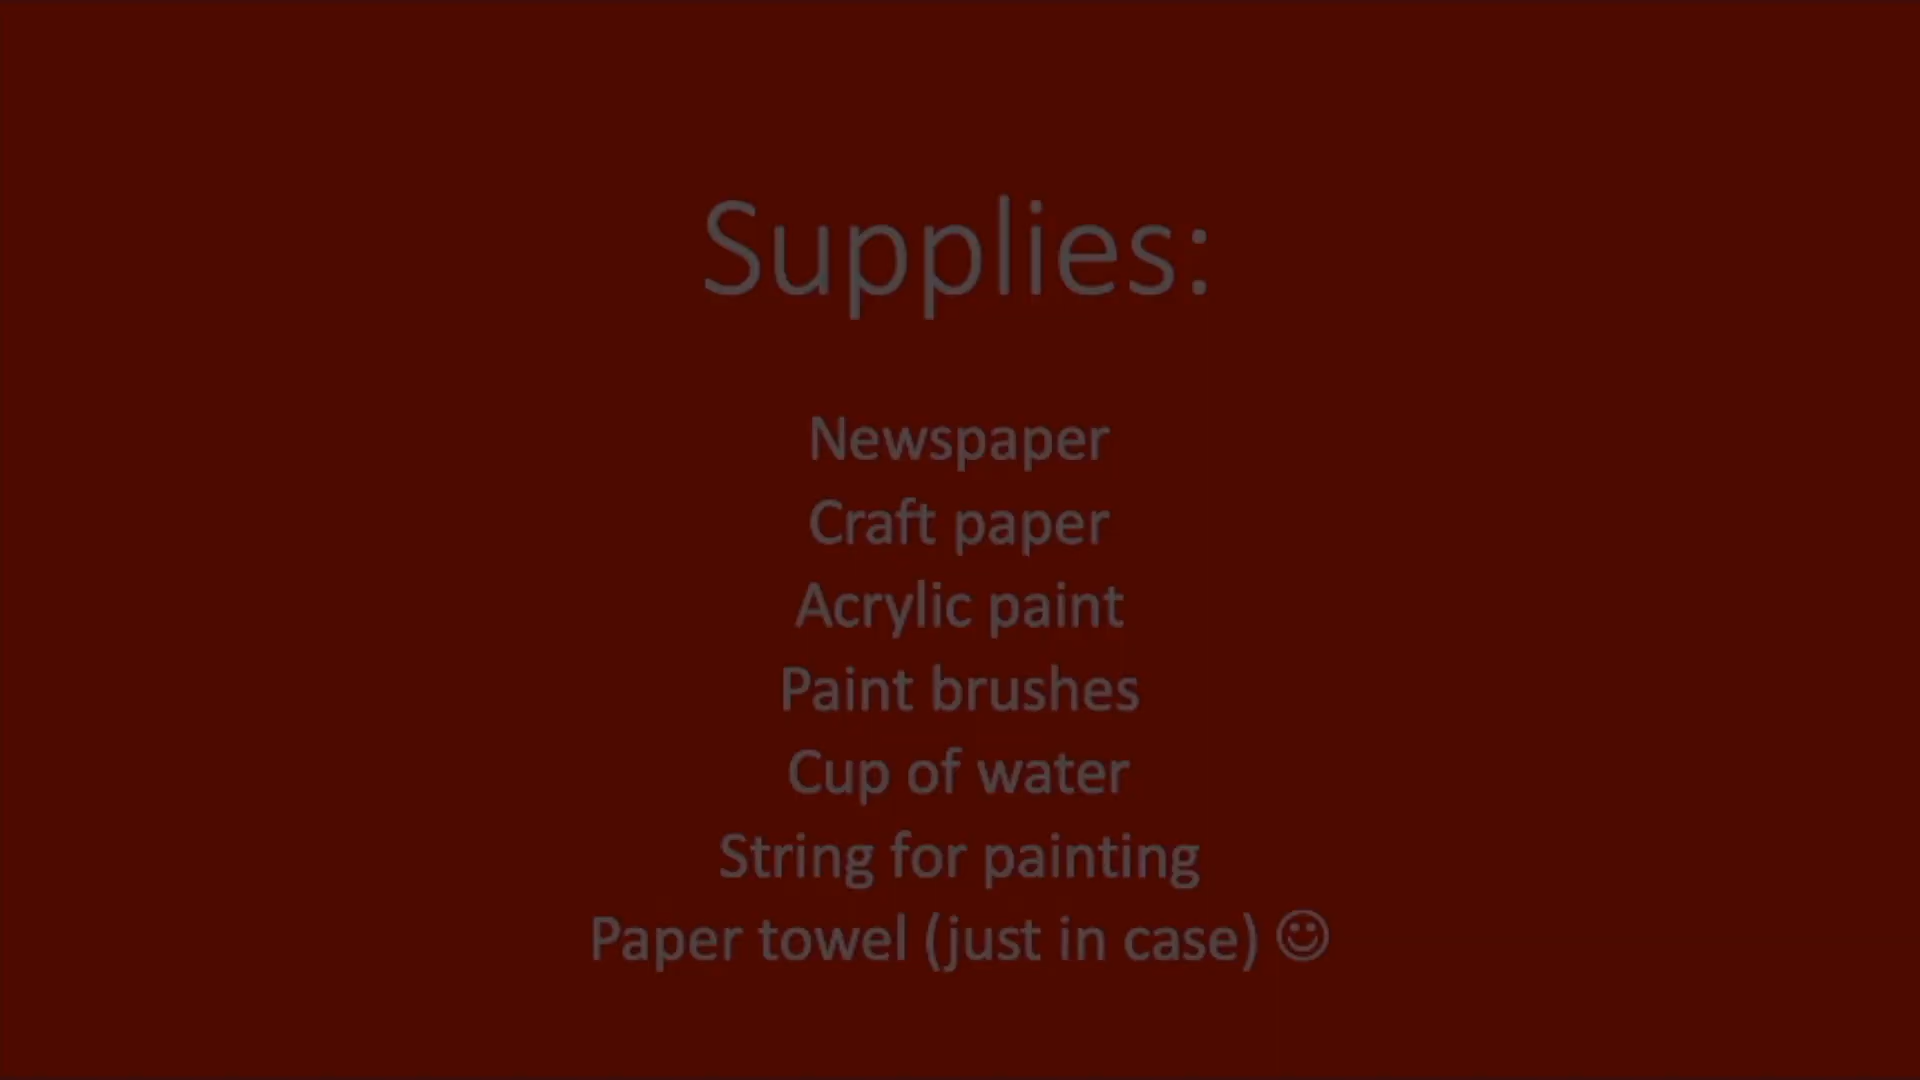 Supplies:
Newspaper
Craft paper
Acrylic paint
Paint brushes
Cup of water
String for painting
Paper towel (just in case) ☺